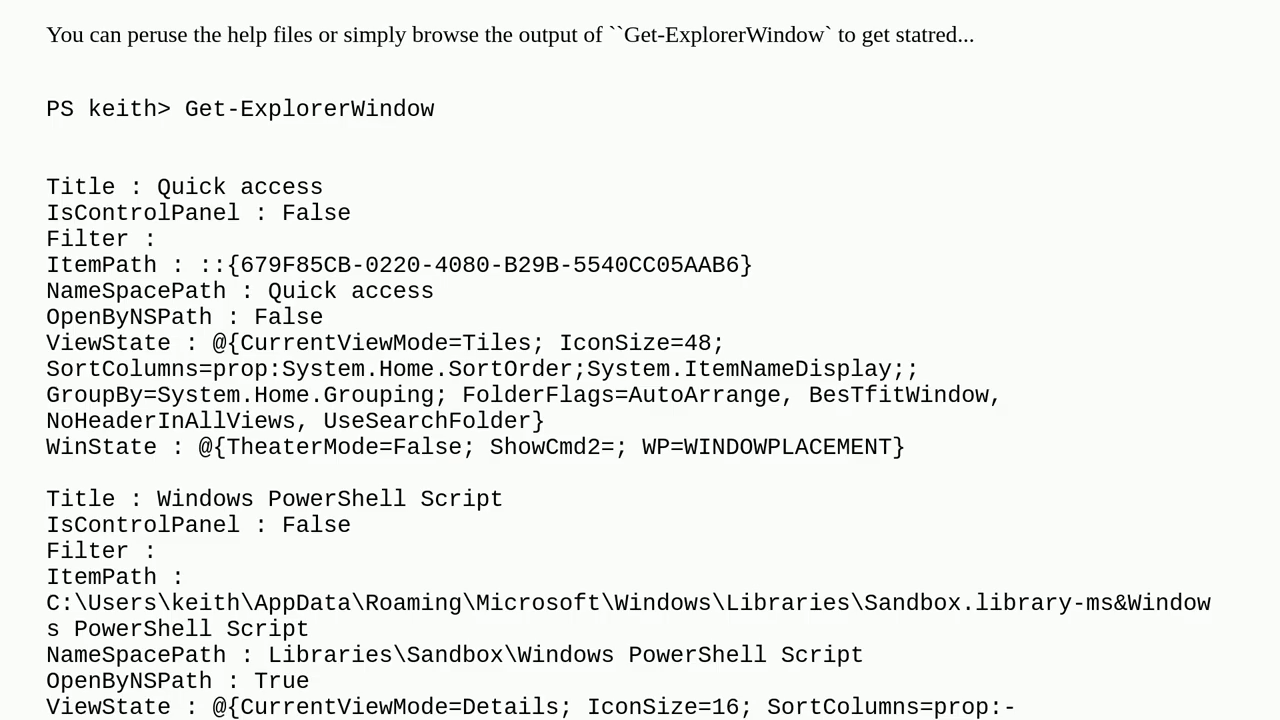 You can peruse the help files or simply browse the output of ``Get-ExplorerWindow` to get statred...
PS keith> Get-ExplorerWindow
Title : Quick access
IsControlPanel : False
Filter :
ItemPath : ::{679F85CB-0220-4080-B29B-5540CC05AAB6}
NameSpacePath : Quick access
OpenByNSPath : False
ViewState : @{CurrentViewMode=Tiles; IconSize=48;
SortColumns=prop:System.Home.SortOrder;System.ItemNameDisplay;;
GroupBy=System.Home.Grouping; FolderFlags=AutoArrange, BesTfitWindow,
NoHeaderInAllViews, UseSearchFolder}
WinState : @{TheaterMode=False; ShowCmd2=; WP=WINDOWPLACEMENT}
Title : Windows PowerShell Script
IsControlPanel : False
Filter :
ItemPath :
C:\Users\keith\AppData\Roaming\Microsoft\Windows\Libraries\Sandbox.library-ms&Window
s PowerShell Script
NameSpacePath : Libraries\Sandbox\Windows PowerShell Script
OpenByNSPath : True
ViewState : @{CurrentViewMode=Details; IconSize=16; SortColumns=prop:-